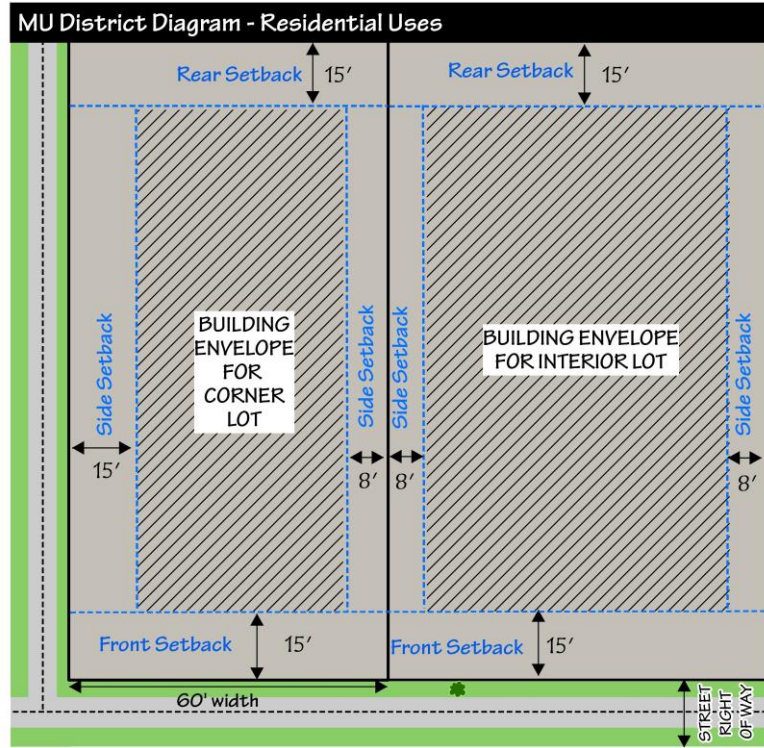 MU District Diagram - Residential Uses
Rear Setback
15'
Rear Setback
15'
Side Setback
15'
BUILDING
ENVELOPE
FOR
CORNER
LOT
Side Setback
8'
Side Setback
8'
BUILDING ENVELOPE
FOR INTERIOR LOT
Side Setback
8'
Front Setback
15'
Front Setback
15'
60' width
STREET
RIGHT
OF WAY